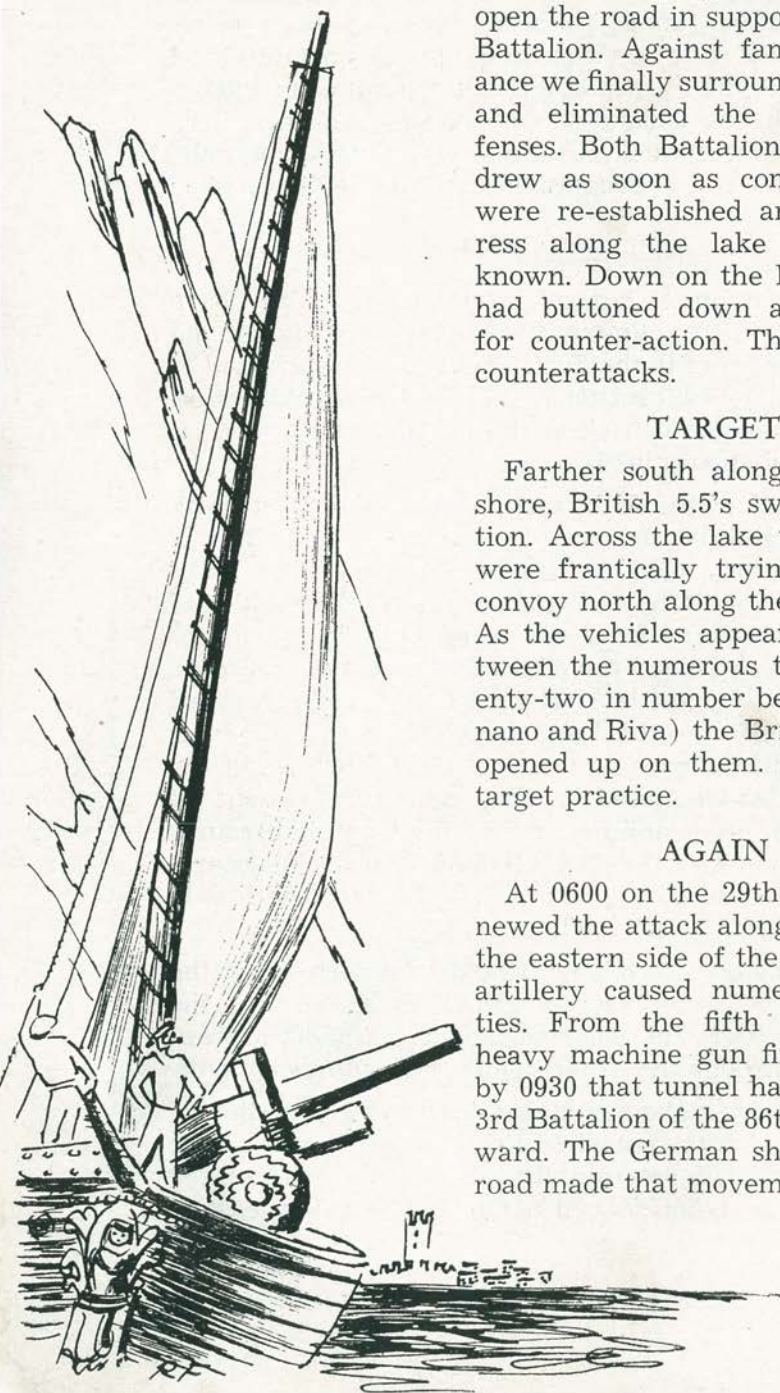 open the road in suppo
Battalion. Against fan
ance we finally surroun
and eliminated the
fenses. Both Battalion
drew as soon as con
were re-established an
ress along the lake
known. Down on the l
had buttoned down a
for counter-action. Th
counterattacks.
TARGET
Farther south along
shore, British 5.5's sw
tion. Across the lake
were frantically tryin
convoy north along the
As the vehicles appear
tween the numerous t
enty-two in number be
nano and Riva) the Bri
opened up on them.
target practice.
AGAIN
At 0600 on the 29th
newed the attack along
the eastern side of the
artillery caused nume
ties. From the fifth
heavy machine gun fi
by 0930 that tunnel ha
3rd Battalion of the 86t
ward. The German sh
road made that movem
RF